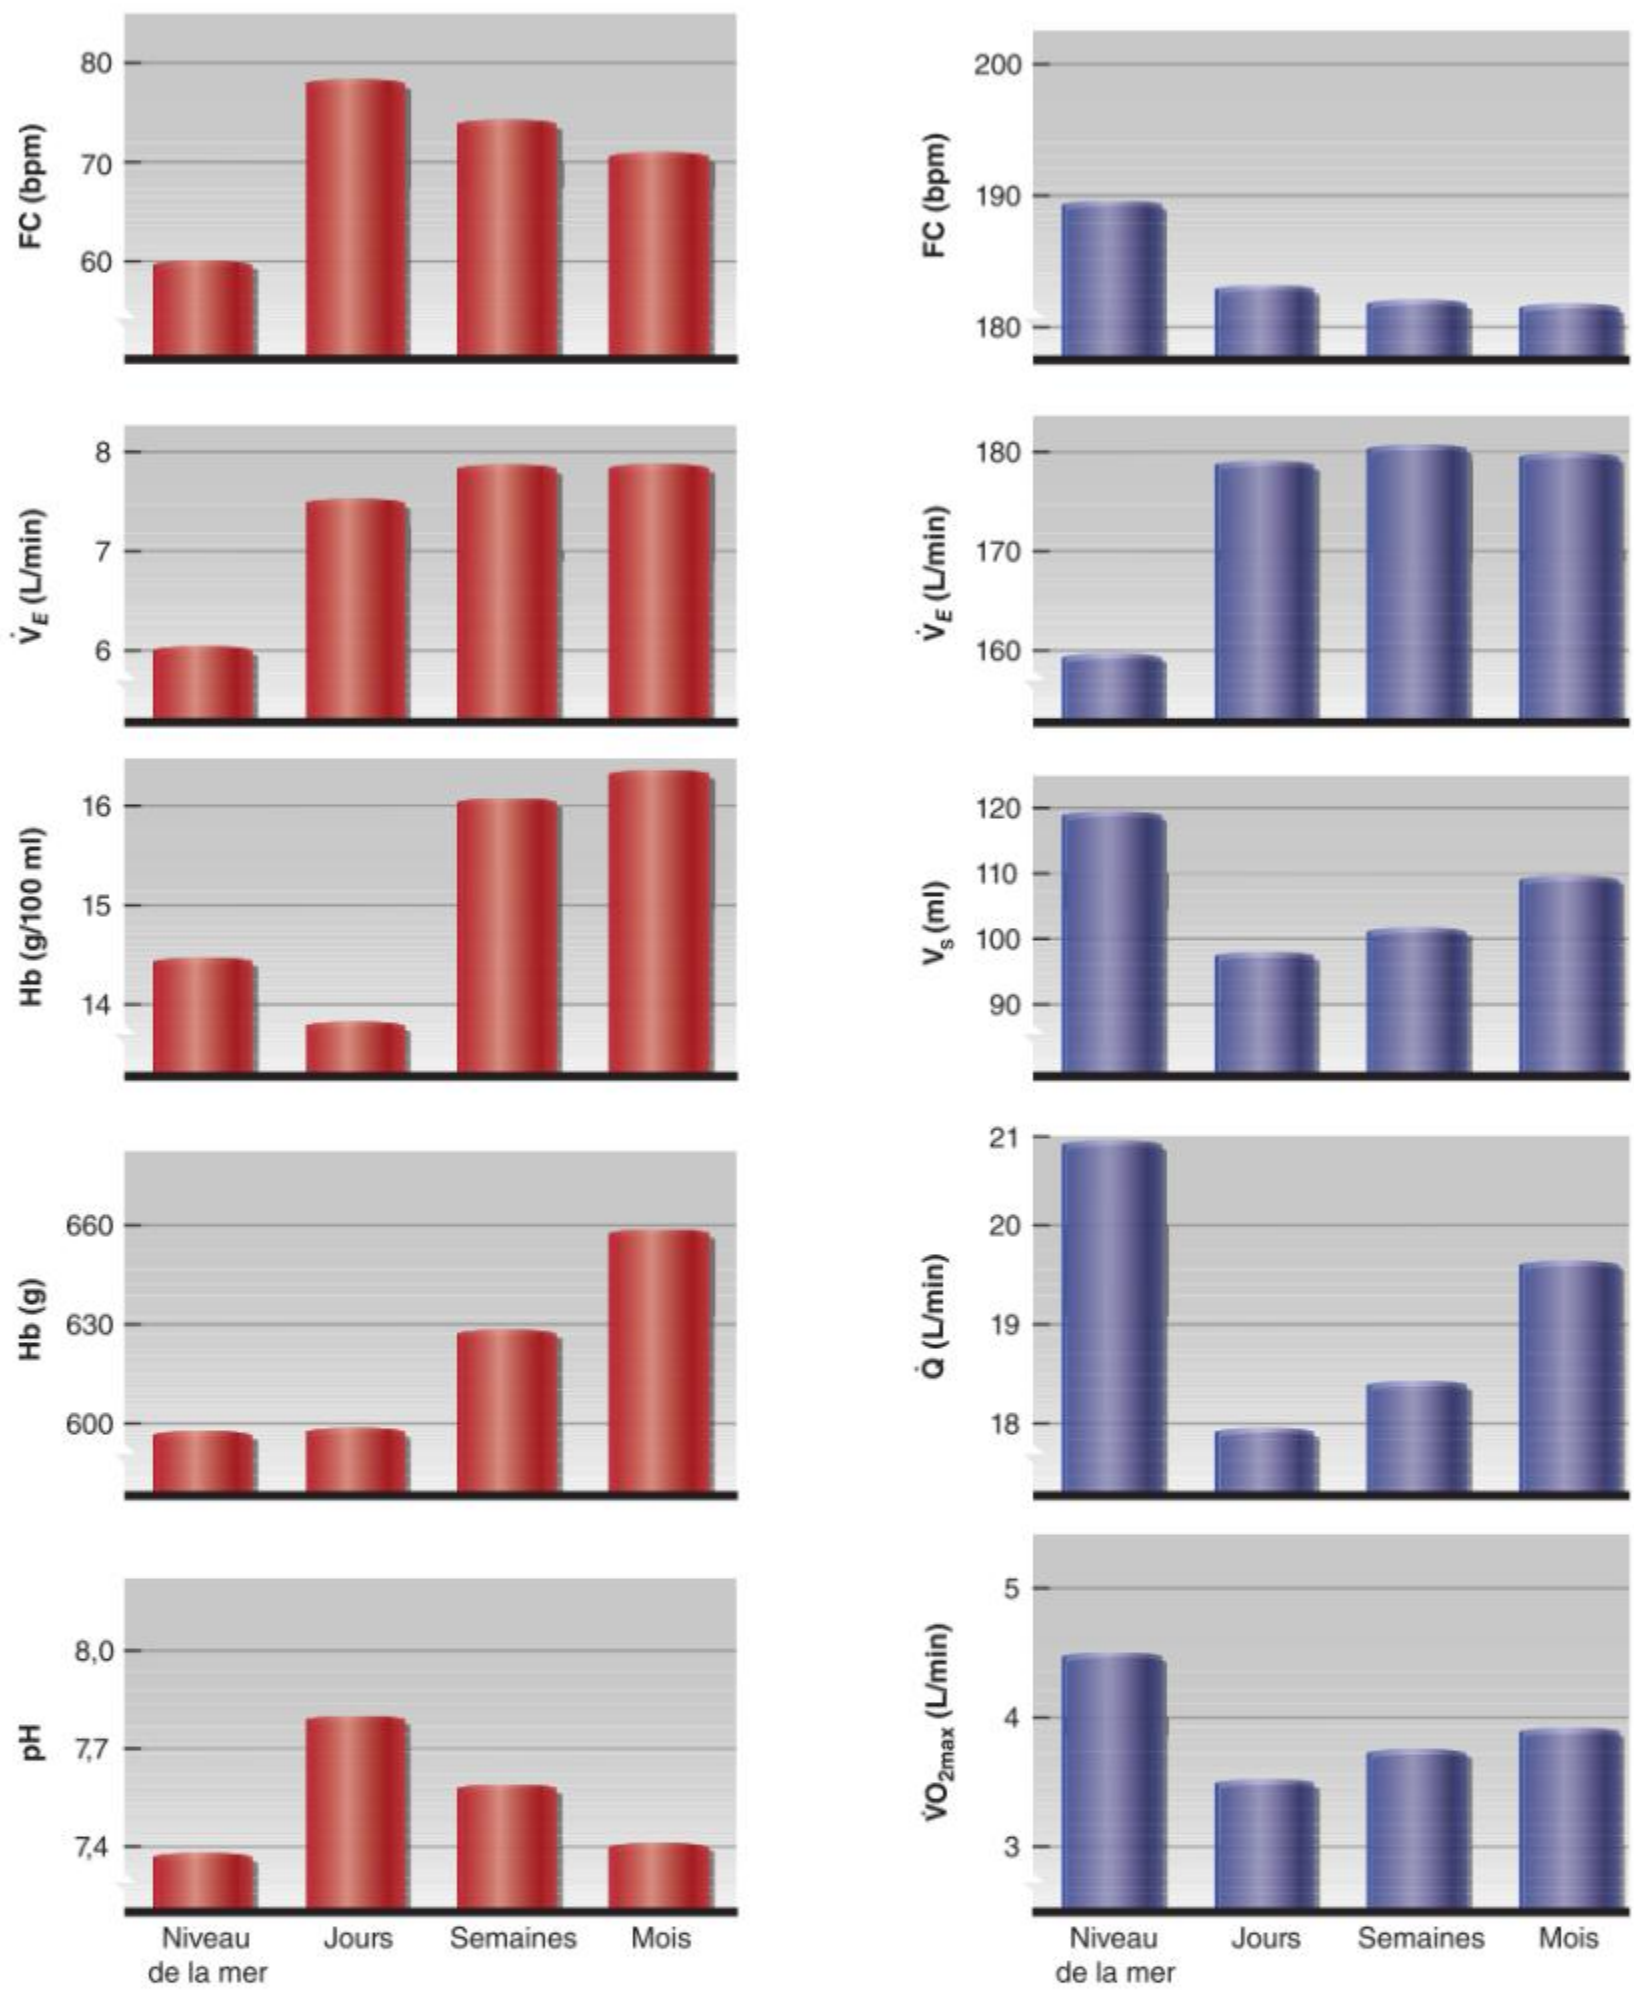 FC (bpm)
80
70
60
V̇E (L/min)
8
7
6
Hb (g/100 ml)
16
15
14
Hb (g)
660
630
600
pH
8,0
7,7
7,4
Niveau
de la mer
Jours
Semaines
Mois
FC (bpm)
200
190
180
V̇E (L/min)
180
170
160
Vs (ml)
120
110
100
90
Q̇ (L/min)
21
20
19
18
V̇O2max (L/min)
5
4
3
Niveau
de la mer
Jours
Semaines
Mois